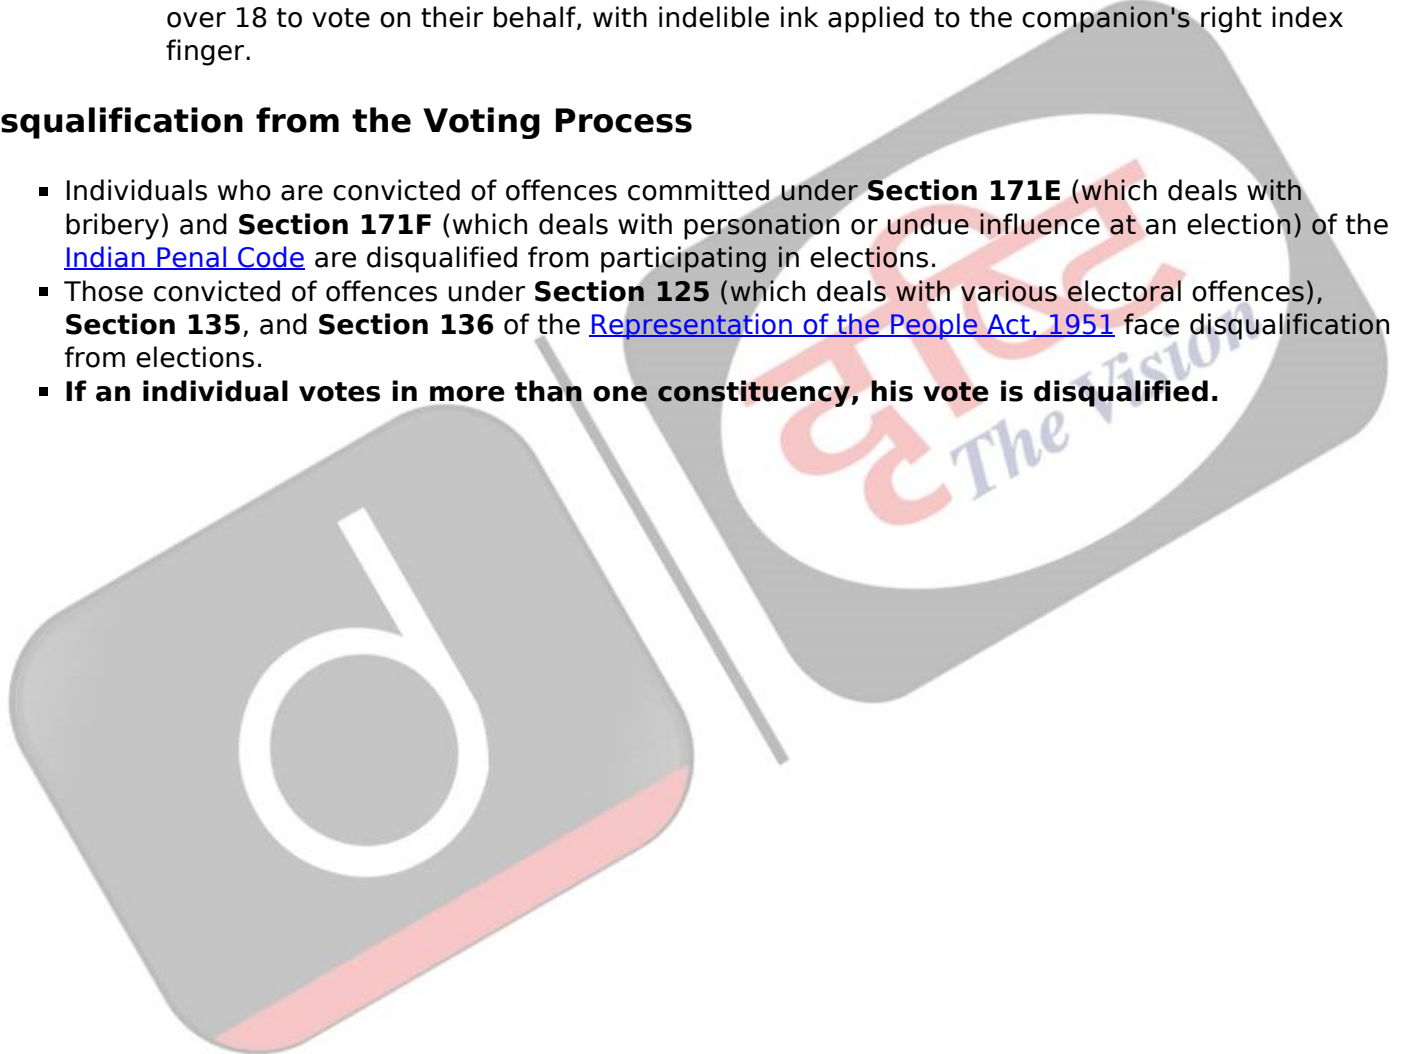 over 18 to vote on their behalf, with indelible ink applied to the companion's right index
finger.
squalification from the Voting Process
▪ Individuals who are convicted of offences committed under Section 171E (which deals with
bribery) and Section 171F (which deals with personation or undue influence at an election) of the
Indian Penal Code are disqualified from participating in elections.
▪ Those convicted of offences under Section 125 (which deals with various electoral offences),
Section 135, and Section 136 of the Representation of the People Act, 1951 face disqualification
from elections.
▪ If an individual votes in more than one constituency, his vote is disqualified.
दृष्टि
The Vision
d